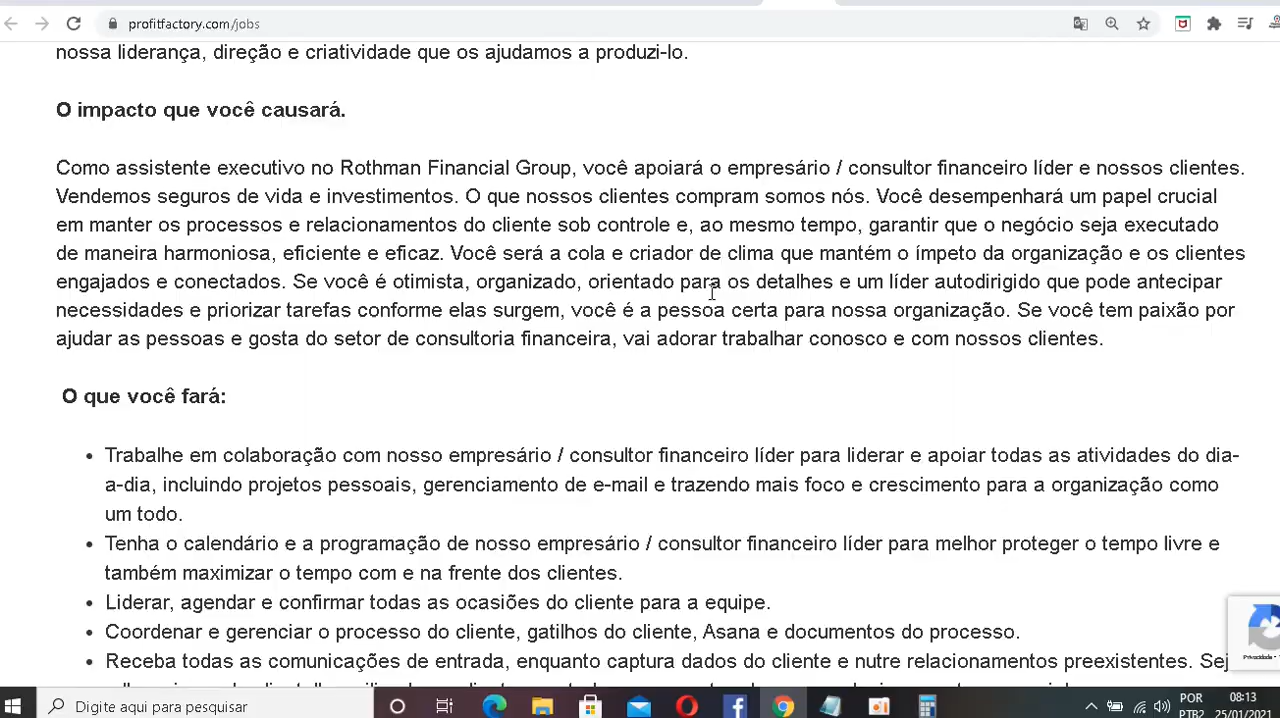 profitfactory.com/jobs
nossa liderança, direção e criatividade que os ajudamos a produzi-lo.
O impacto que você causará.
Como assistente executivo no Rothman Financial Group, você apoiará o empresário / consultor financeiro líder e nossos clientes.
Vendemos seguros de vida e investimentos. O que nossos clientes compram somos nós. Você desempenhará um papel crucial
em manter os processos e relacionamentos do cliente sob controle e, ao mesmo tempo, garantir que o negócio seja executado
de maneira harmoniosa, eficiente e eficaz. Você será a cola e criador de clima que mantém o ímpeto da organização e os clientes
engajados e conectados. Se você é otimista, organizado, orientado para os detalhes e um líder autodirigido que pode antecipar
necessidades e priorizar tarefas conforme elas surgem, você é a pessoa certa para nossa organização. Se você tem paixão por
ajudar as pessoas e gosta do setor de consultoria financeira, vai adorar trabalhar conosco e com nossos clientes.
O que você fará:
• Trabalhe em colaboração com nosso empresário / consultor financeiro líder para liderar e apoiar todas as atividades do dia-
a-dia, incluindo projetos pessoais, gerenciamento de e-mail e trazendo mais foco e crescimento para a organização como
um todo.
• Tenha o calendário e a programação de nosso empresário / consultor financeiro líder para melhor proteger o tempo livre e
também maximizar o tempo com e na frente dos clientes.
• Liderar, agendar e confirmar todas as ocasiões do cliente para a equipe.
• Coordenar e gerenciar o processo do cliente, gatilhos do cliente, Asana e documentos do processo.
• Receba todas as comunicações de entrada, enquanto captura dados do cliente e nutre relacionamentos preexistentes. Sej
Privacidade
Digite aqui para pesquisar
POR
PTB2
08:13
25/01/2021